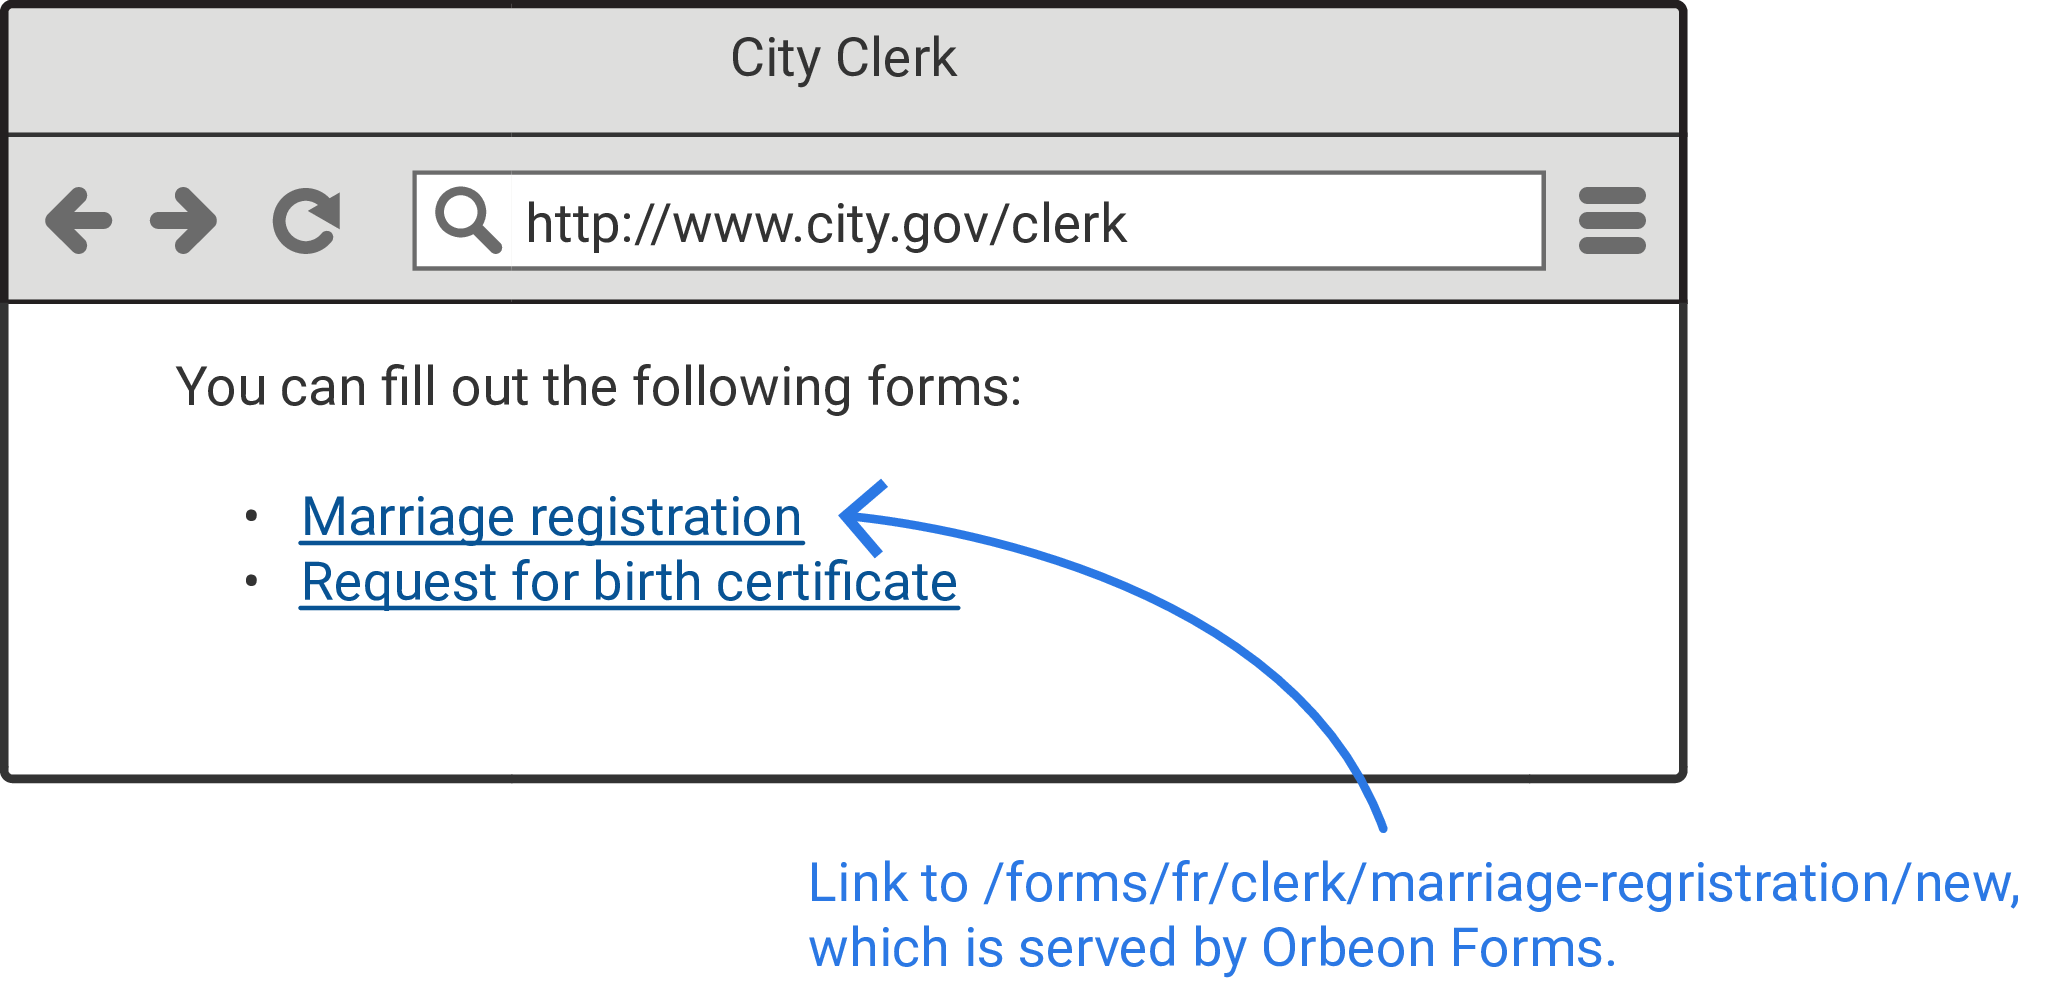 City Clerk
http://www.city.gov/clerk
You can fill out the following forms:
• Marriage registration
• Request for birth certificate
Link to /forms/fr/clerk/marriage-regristration/new,
which is served by Orbeon Forms.